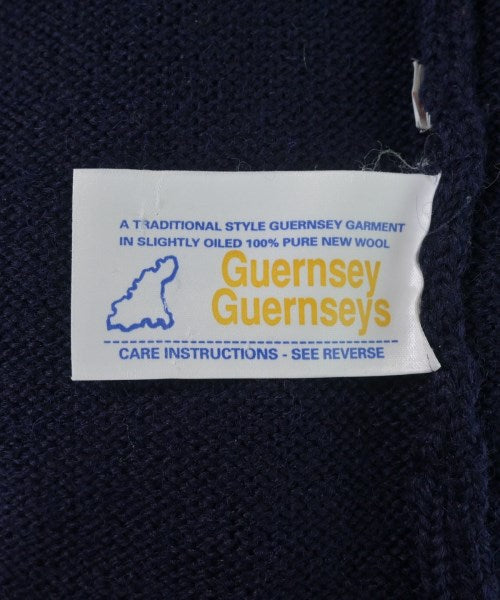 A TRADITIONAL STYLE GUERNSEY GARMENT
IN SLIGHTLY OILED 100% PURE NEW WOOL
Guernsey
Guernseys
CARE INSTRUCTIONS - SEE REVERSE